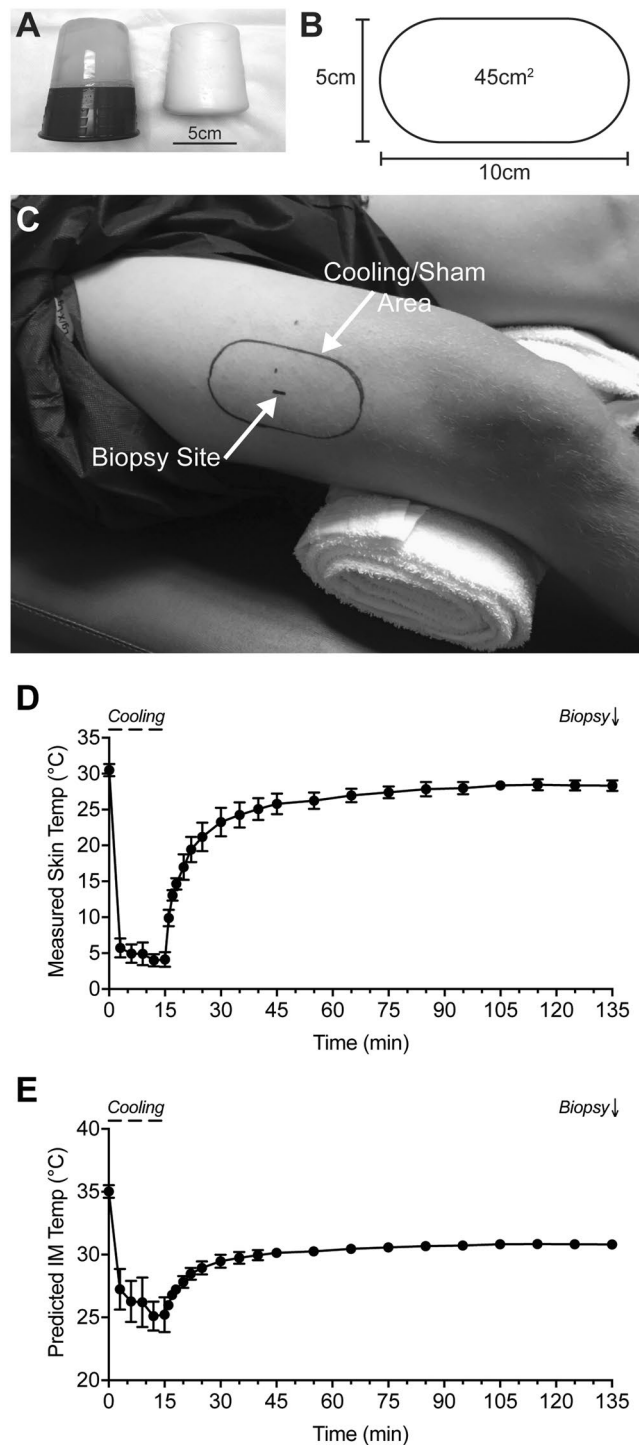 A
5cm
B
5cm
45cm²
10cm
C
Cooling/Sham
Area
Biopsy Site
D
Cooling
Biopsy↓
Measured Skin Temp (°C)
35
30
25
20
15
10
5
0
0 15 30 45 60 75 90 105 120 135
Time (min)
E
Cooling
Biopsy↓
Predicted IM Temp (°C)
40
35
30
25
20
0 15 30 45 60 75 90 105 120 135
Time (min)